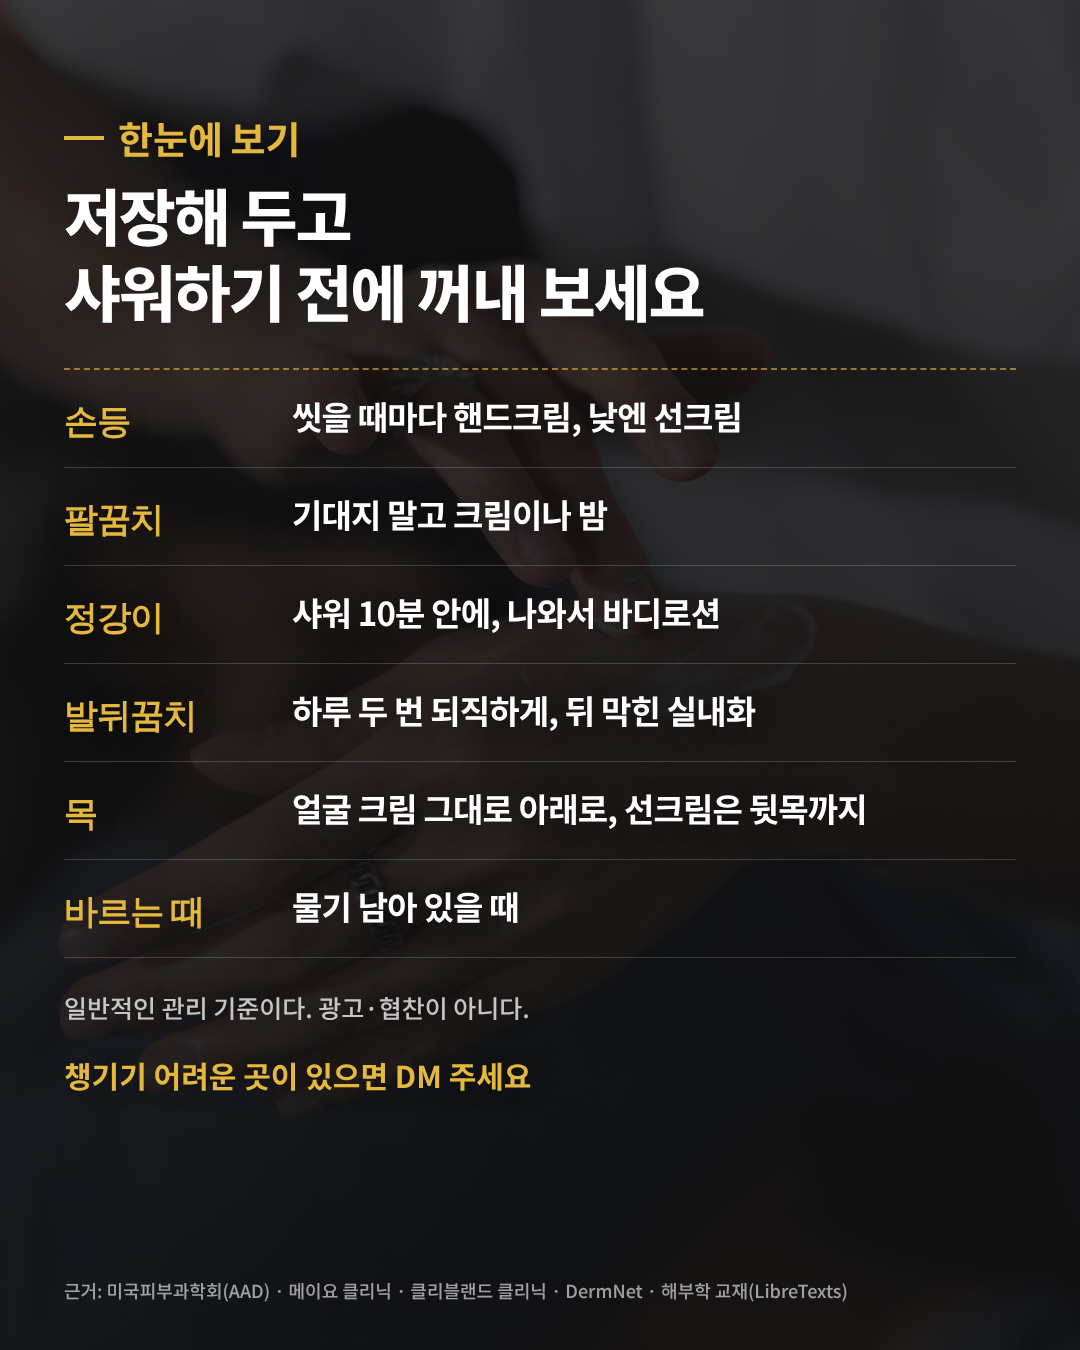 한눈에 보기
저장해 두고
샤워하기 전에 꺼내 보세요
손등 씻을 때마다 핸드크림, 낮엔 선크림
팔꿈치 기대지 말고 크림이나 밤
정강이 샤워 10분 안에, 나와서 바디로션
발뒤꿈치 하루 두 번 되직하게, 뒤 막힌 실내화
목 얼굴 크림 그대로 아래로, 선크림은 뒷목까지
바르는 때 물기 남아 있을 때
일반적인 관리 기준이다. 광고·협찬이 아니다.
챙기기 어려운 곳이 있으면 DM 주세요
근거: 미국피부과학회(AAD) · 메이요 클리닉 · 클리블랜드 클리닉 · DermNet · 해부학 교재(LibreTexts)